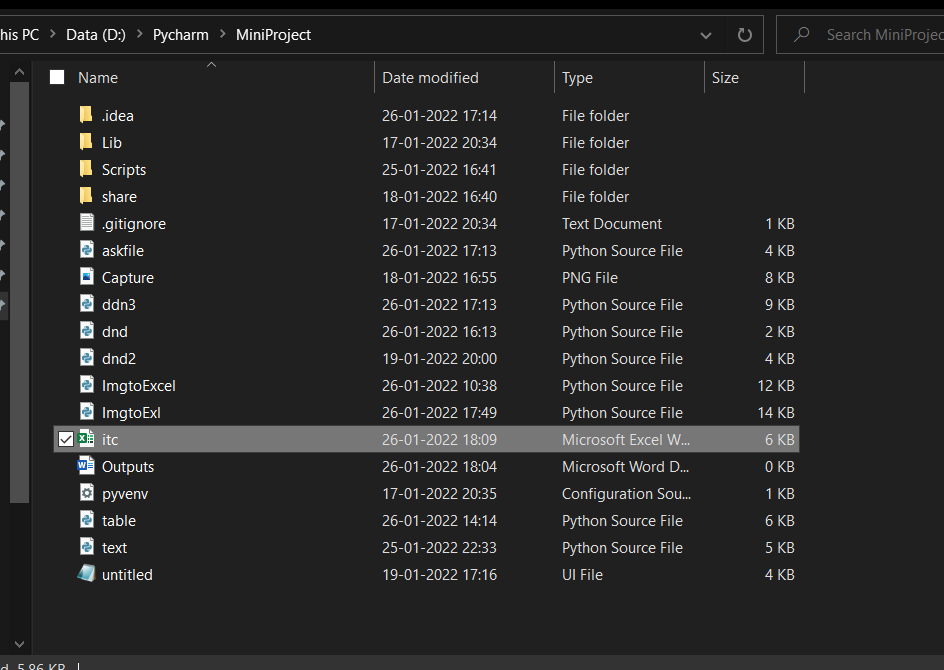 his PC > Data (D:) > Pycharm > MiniProject Search MiniProjec
Name Date modified Type Size
.idea 26-01-2022 17:14 File folder
Lib 17-01-2022 20:34 File folder
Scripts 25-01-2022 16:41 File folder
share 18-01-2022 16:40 File folder
.gitignore 17-01-2022 20:34 Text Document 1 KB
askfile 26-01-2022 17:13 Python Source File 4 KB
Capture 18-01-2022 16:55 PNG File 8 KB
ddn3 26-01-2022 17:13 Python Source File 9 KB
dnd 26-01-2022 16:13 Python Source File 2 KB
dnd2 19-01-2022 20:00 Python Source File 4 KB
ImgtoExcel 26-01-2022 10:38 Python Source File 12 KB
ImgtoExl 26-01-2022 17:49 Python Source File 14 KB
itc 26-01-2022 18:09 Microsoft Excel W... 6 KB
Outputs 26-01-2022 18:04 Microsoft Word D... 0 KB
pyvenv 17-01-2022 20:35 Configuration Sou... 1 KB
table 26-01-2022 14:14 Python Source File 6 KB
text 25-01-2022 22:33 Python Source File 5 KB
untitled 19-01-2022 17:16 UI File 4 KB
d 5.86 KB